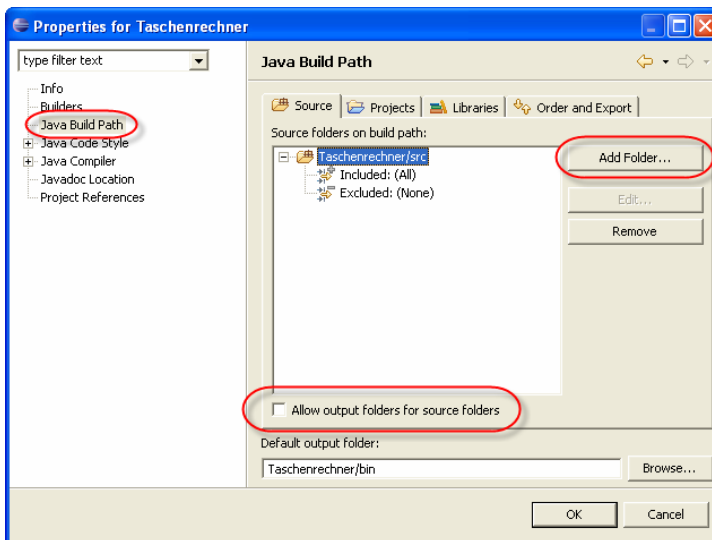 Properties for Taschenrechner
type filter text
Info
Builders
Java Build Path
Java Code Style
Java Compiler
Javadoc Location
Project References
Java Build Path
Source
Projects
Libraries
Order and Export
Source folders on build path:
Taschenrechner/src
Included: (All)
Excluded: (None)
Add Folder...
Edit...
Remove
Allow output folders for source folders
Default output folder:
Taschenrechner/bin
Browse...
OK
Cancel